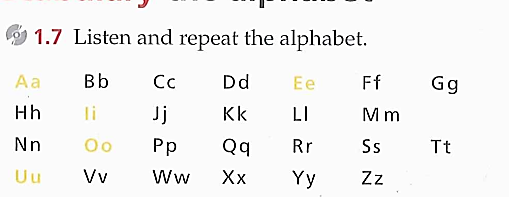 1.7 Listen and repeat the alphabet.
Aa Bb Cc Dd Ee Ff Gg
Hh Ii Jj Kk Ll Mm
Nn Oo Pp Qq Rr Ss Tt
Uu Vv Ww Xx Yy Zz